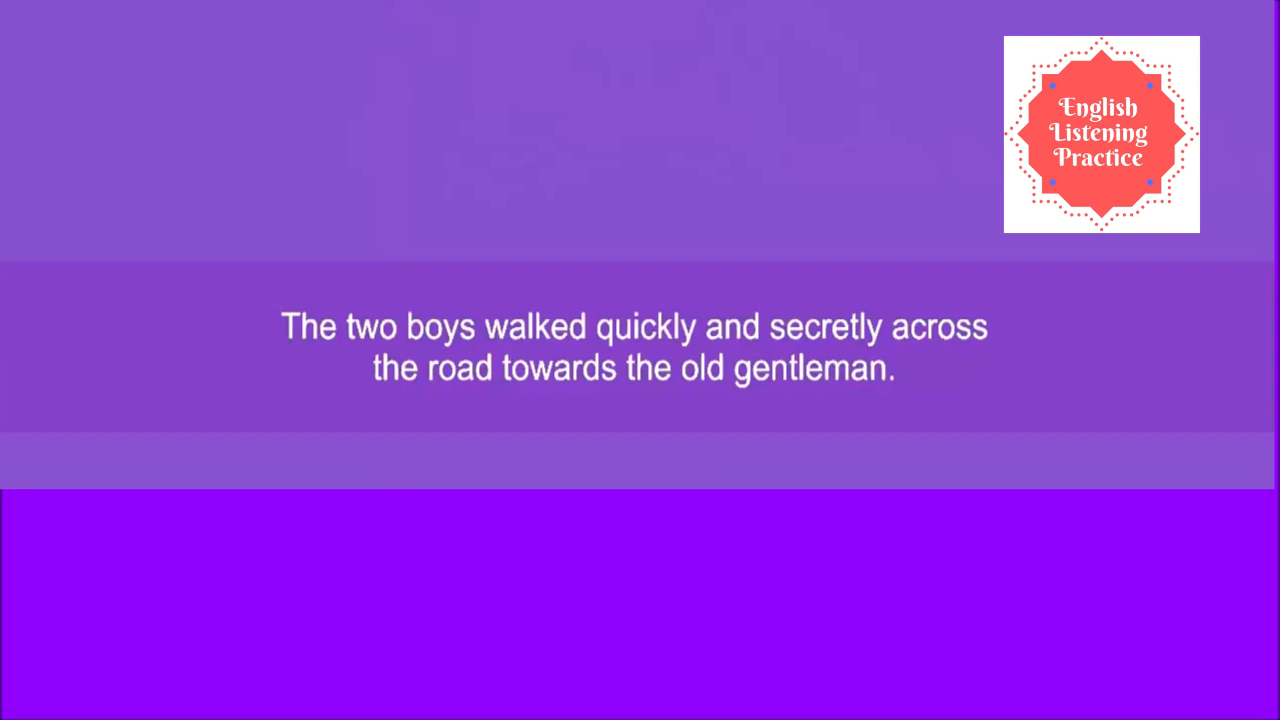 English
Listening
Practice
The two boys walked quickly and secretly across
the road towards the old gentleman.